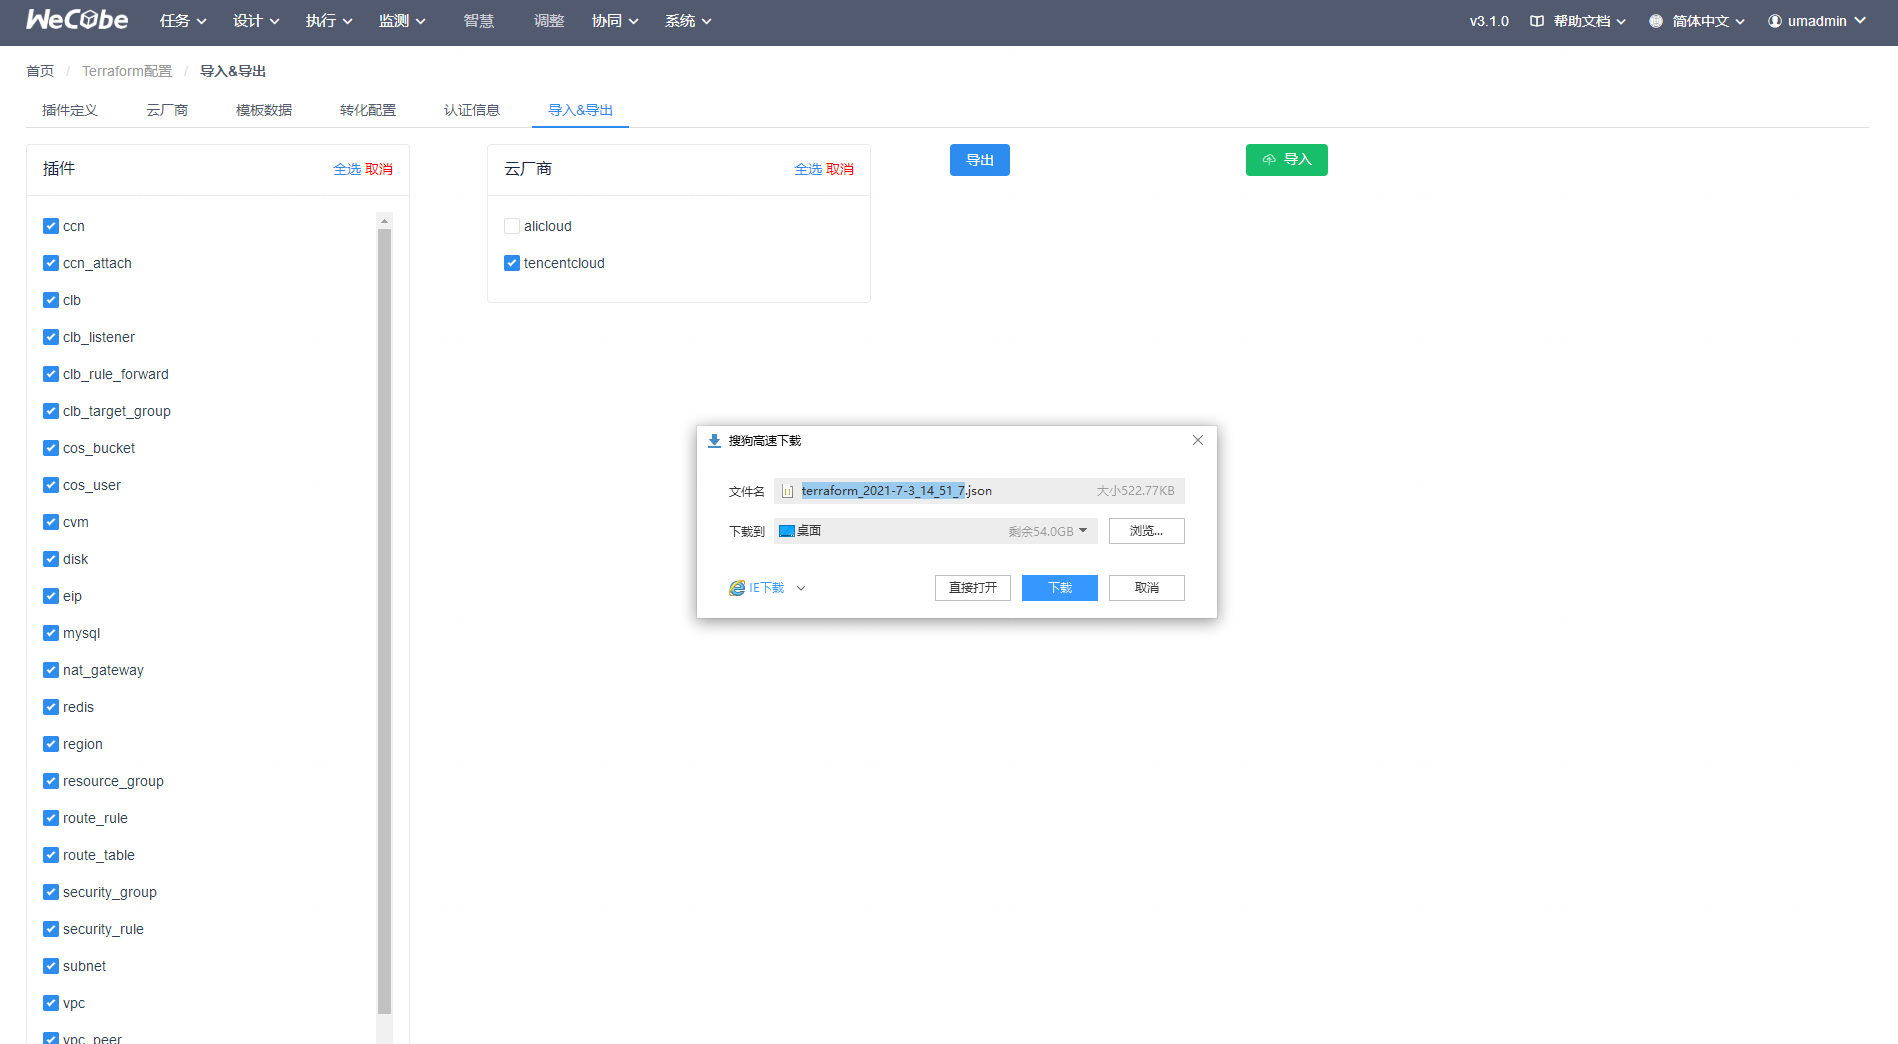 WeCube 任务 设计 执行 监测 智慧 调整 协同 系统 v3.1.0 帮助文档 简体中文 umadmin
首页 / Terraform配置 / 导入&导出
插件定义 云厂商 模板数据 转化配置 认证信息 导入&导出
插件 全选 取消
ccn
ccn_attach
clb
clb_listener
clb_rule_forward
clb_target_group
cos_bucket
cos_user
cvm
disk
eip
mysql
nat_gateway
redis
region
resource_group
route_rule
route_table
security_group
security_rule
subnet
vpc
vpc_peer
云厂商 全选 取消
alicloud
tencentcloud
导出
导入
搜狗高速下载
文件名 terraform_2021-7-3_14_51_7.json 大小522.77KB
下载到 桌面 剩余54.0GB 浏览...
IE下载 直接打开 下载 取消